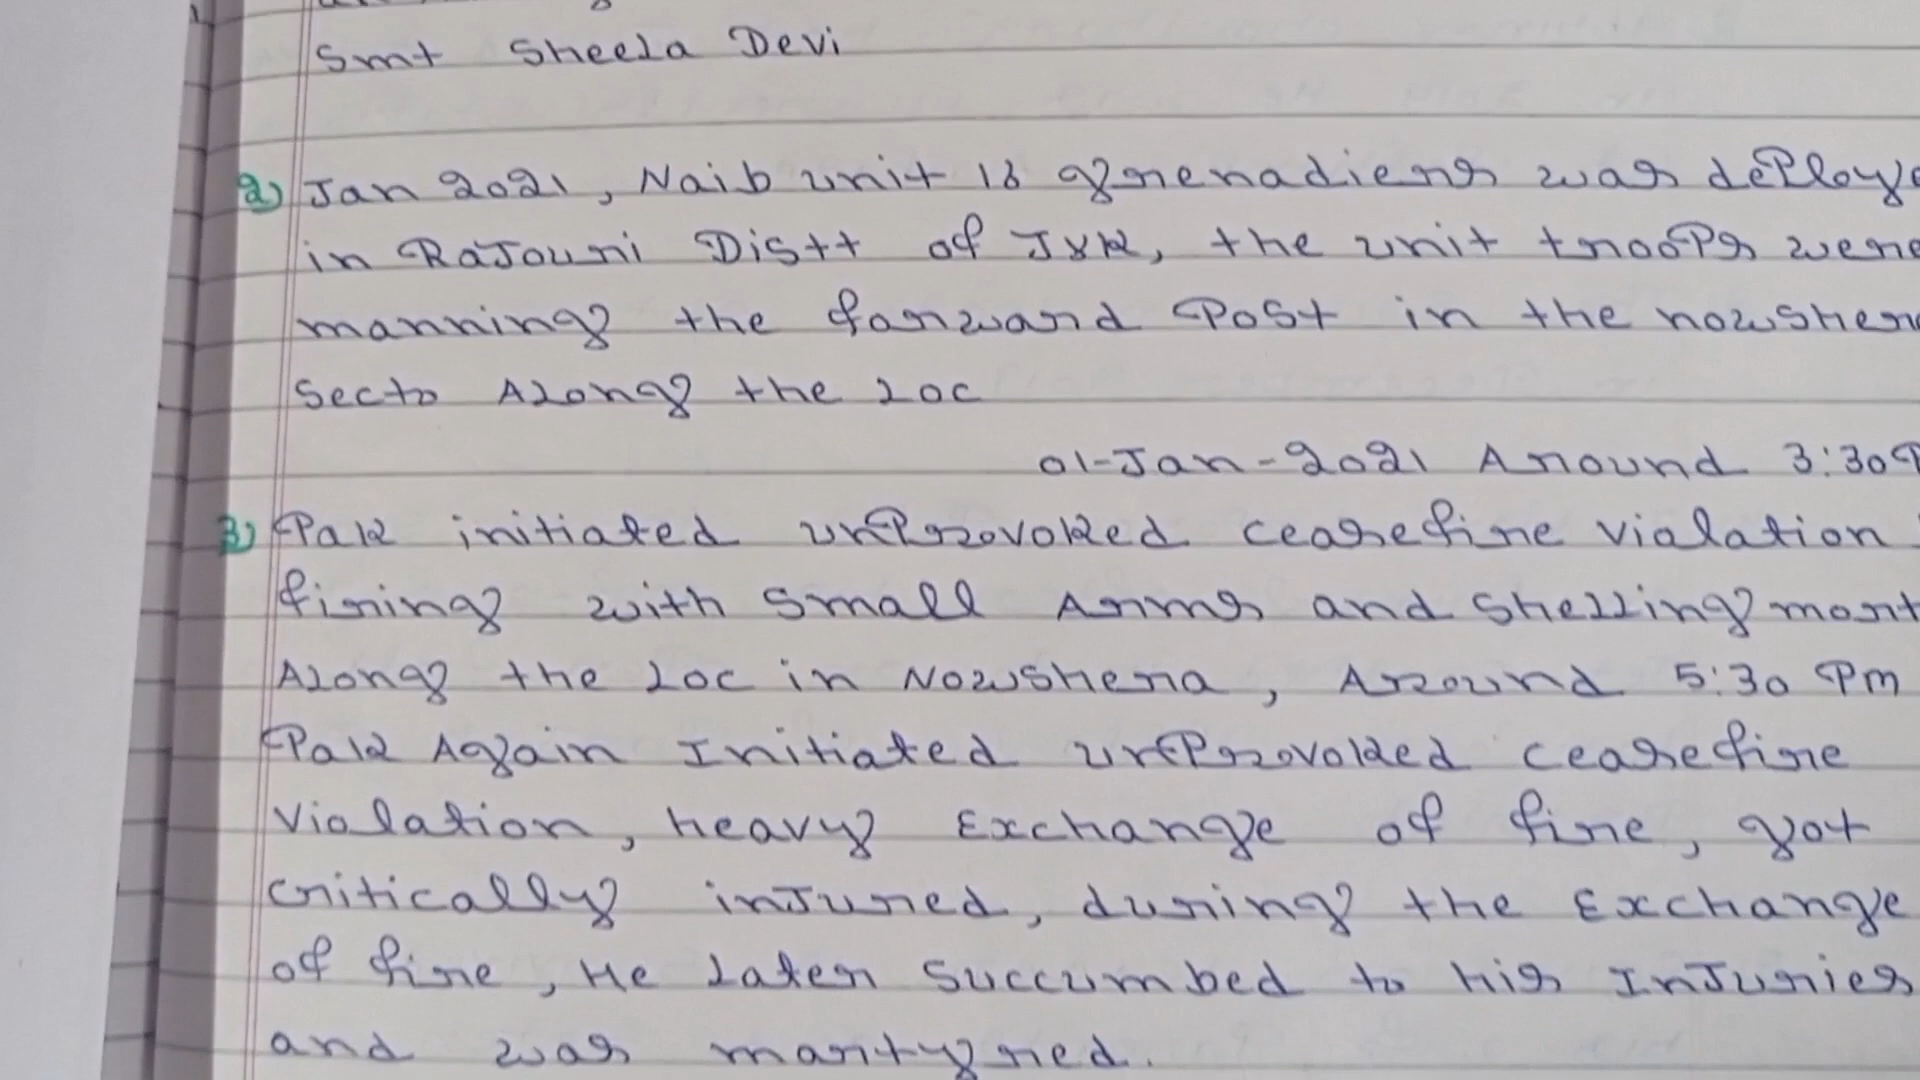 Smt Sheela Devi
2) Jan 2021, Naib unit 16 grenadiers was deploye
in Rajouri Distt of J&K, the unit troops were
manning the forward post in the nowsher
Secto Along the Loc
01-Jan-2021 Around 3:30P
3) Pak initiated unprovoked ceasefire violation
firing with small Arms and shelling mort
Along the Loc in Nowshera, Around 5:30 Pm
Pak Again Initiated unprovoked ceasefire
violation, heavy Exchange of fire, got
critically injured, during the Exchange
of fire, He Later succumbed to his Injuries
and was martyred.